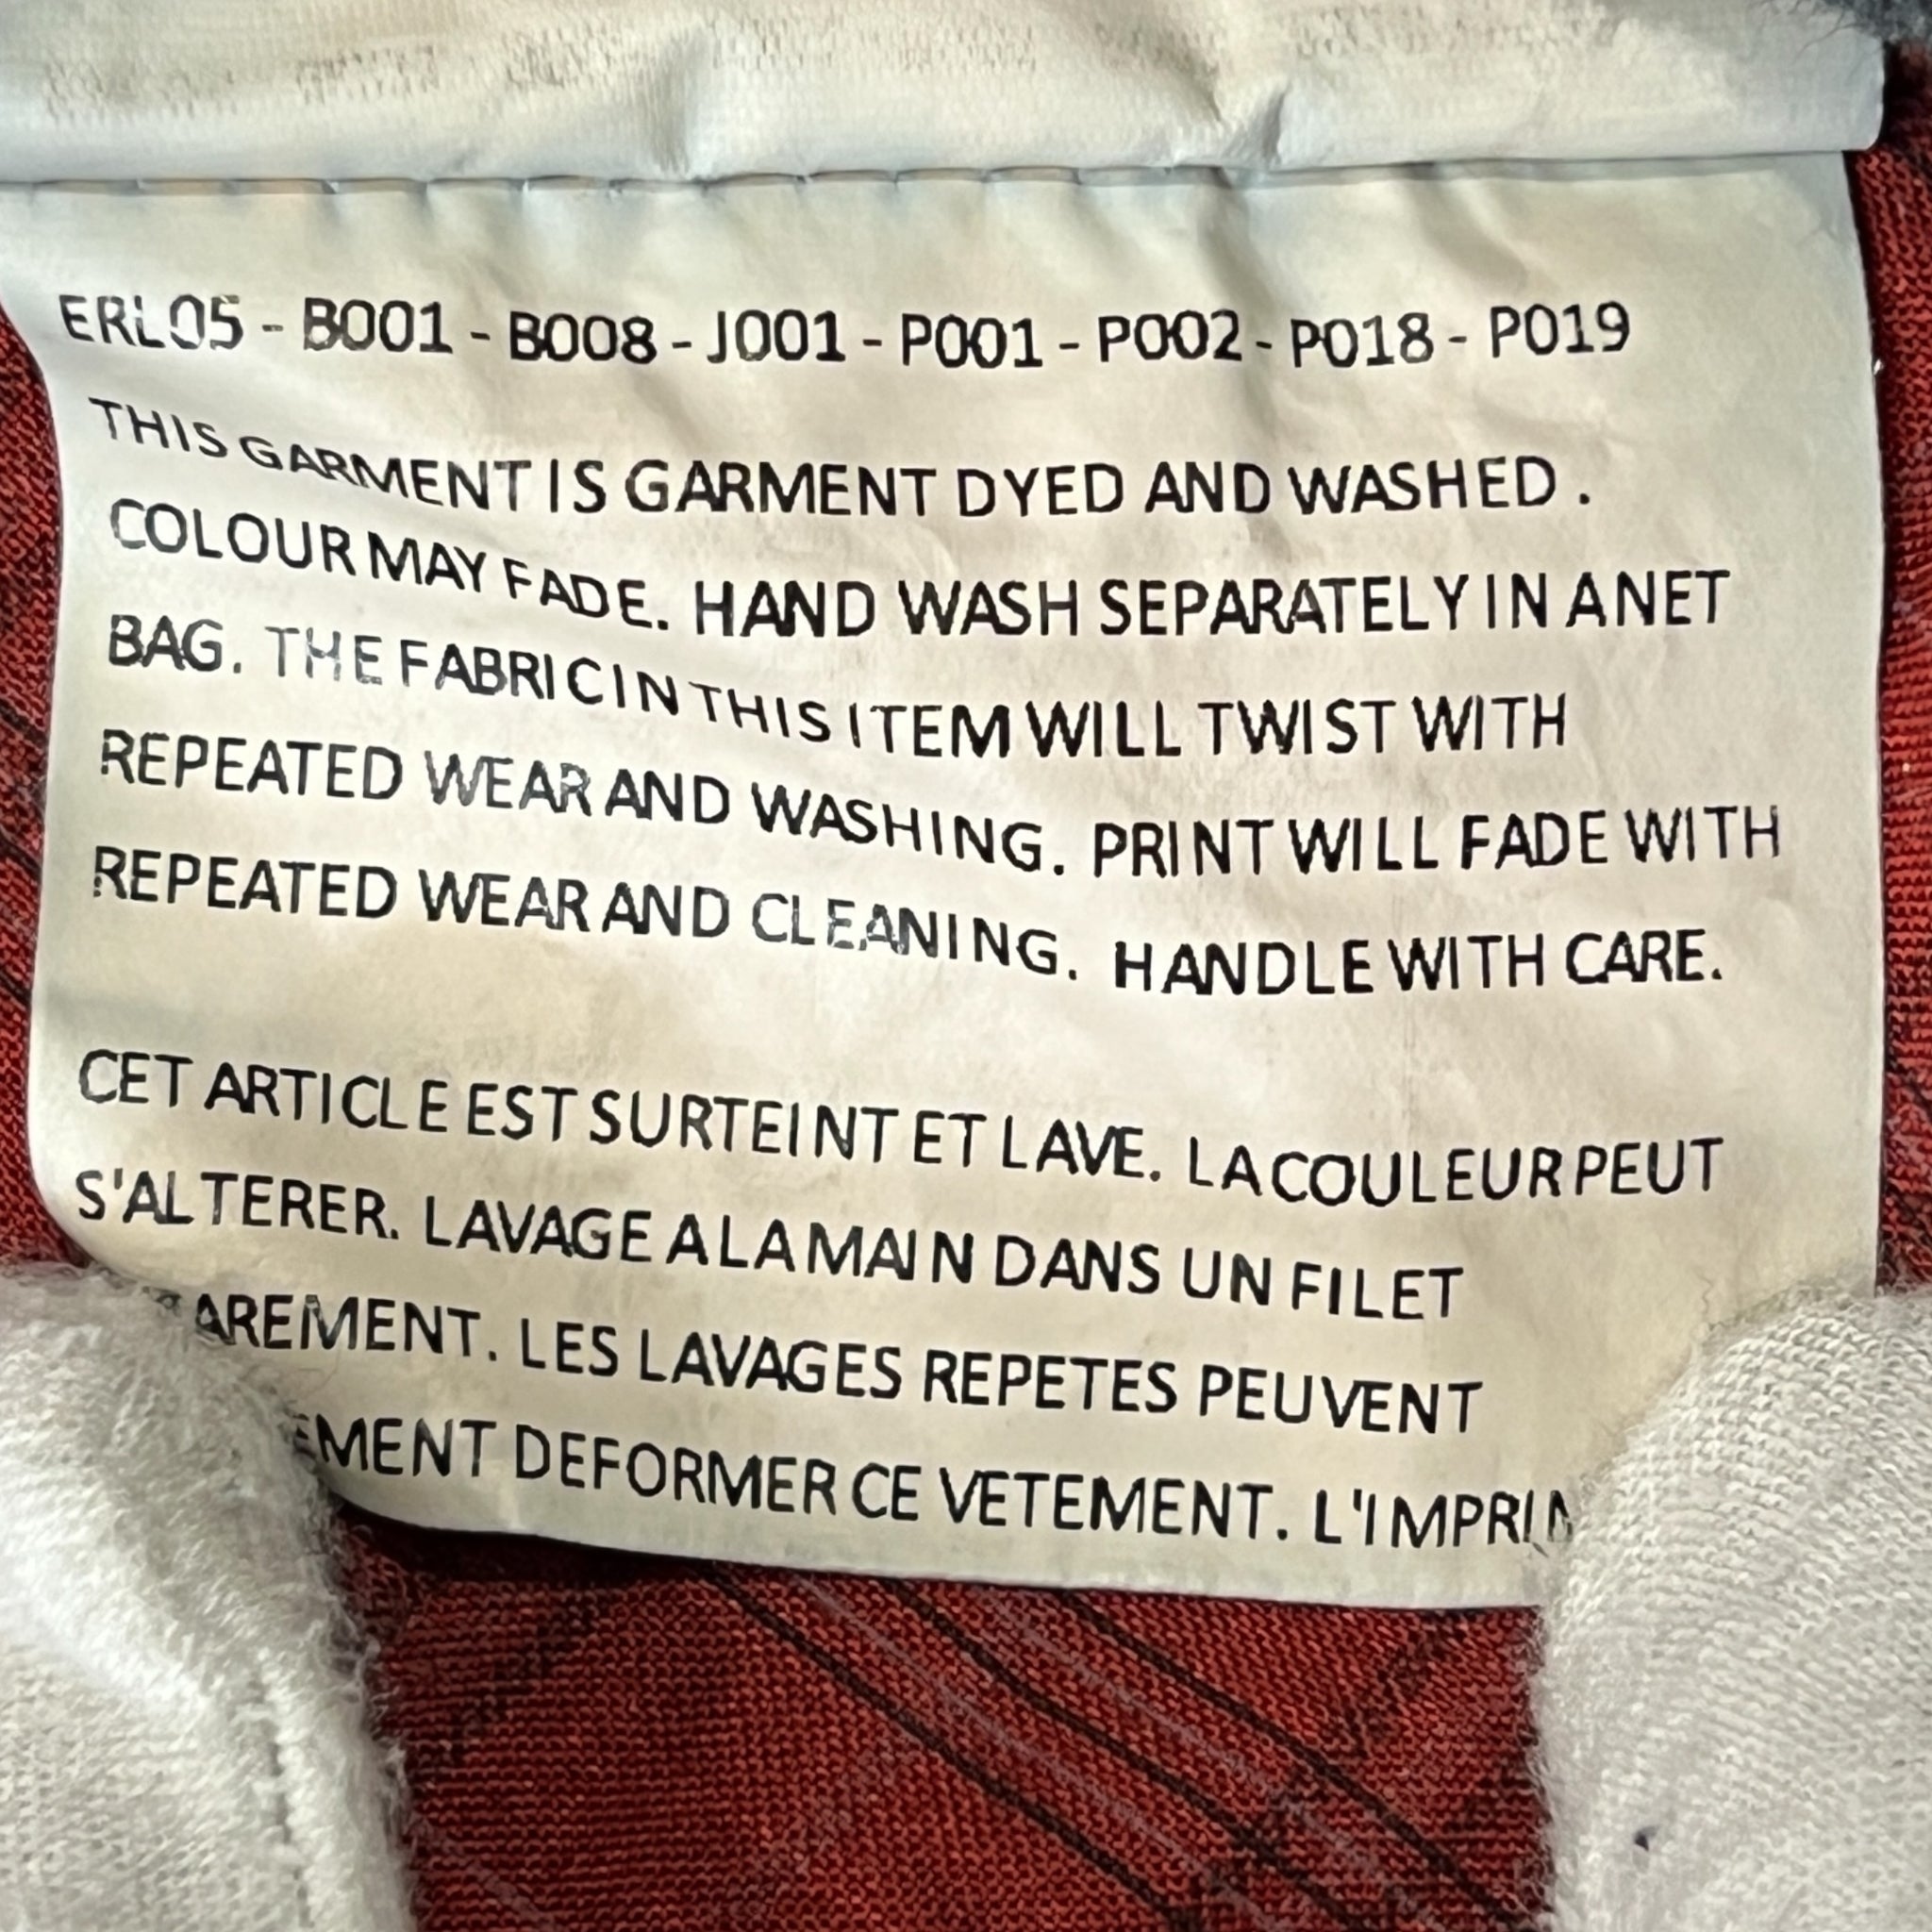 ERL05 - B001 - B008 - J001 - P001 - P002 - P018 - P019
THIS GARMENT IS GARMENT DYED AND WASHED .
COLOUR MAY FADE. HAND WASH SEPARATELY IN A NET
BAG. THE FABRIC IN THIS ITEM WILL TWIST WITH
REPEATED WEAR AND WASHING. PRINT WILL FADE WITH
REPEATED WEAR AND CLEANING. HANDLE WITH CARE.
CET ARTICLE EST SURTEINT ET LAVE. LA COULEUR PEUT
S'ALTERER. LAVAGE A LA MAIN DANS UN FILET
LES LAVAGES REPETES PEUVENT
DEFORMER CE VETEMENT.